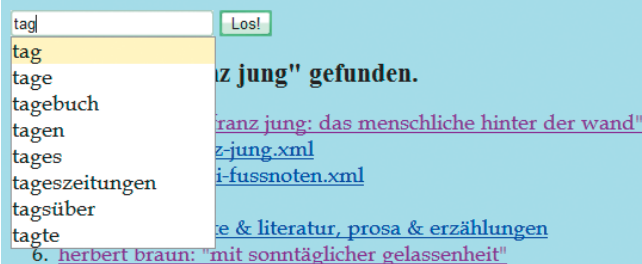 tag Los!
tag
tage
tagebuch
tagen
tages
tageszeitungen
tagsüber
tagte
jung" gefunden.
franz jung: das menschliche hinter der wand"
z-jung.xml
i-fussnoten.xml
& literatur, prosa & erzählungen
6. herbert braun: "mit sonntäglicher gelassenheit"